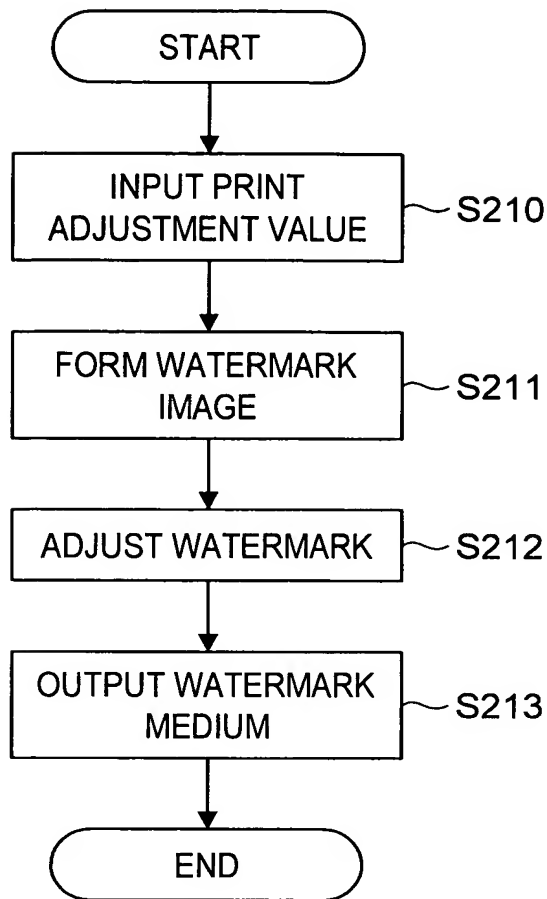 START
INPUT PRINT
ADJUSTMENT VALUE
S210
FORM WATERMARK
IMAGE
S211
ADJUST WATERMARK
S212
OUTPUT WATERMARK
MEDIUM
S213
END